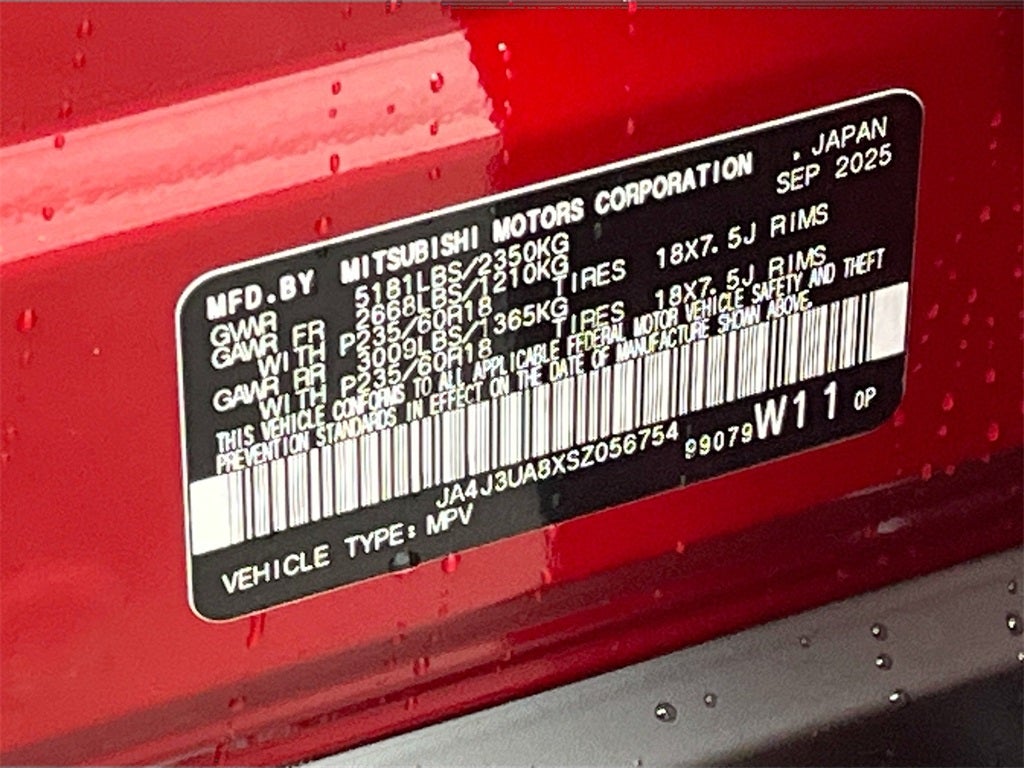 MFD.BY MITSUBISHI MOTORS CORPORATION . JAPAN
SEP 2025
GVWR 5181LBS/2350KG
GAWR FR 2668LBS/1210KG
WITH P235/60R18 TIRES 18X7.5J RIMS
GAWR RR 3009LBS/1365KG
WITH P235/60R18 TIRES 18X7.5J RIMS
THIS VEHICLE CONFORMS TO ALL APPLICABLE FEDERAL MOTOR VEHICLE SAFETY AND THEFT
PREVENTION STANDARDS IN EFFECT ON THE DATE OF MANUFACTURE SHOWN ABOVE.
JA4J3UA8XSZ056754 99079W11 OP
VEHICLE TYPE: MPV